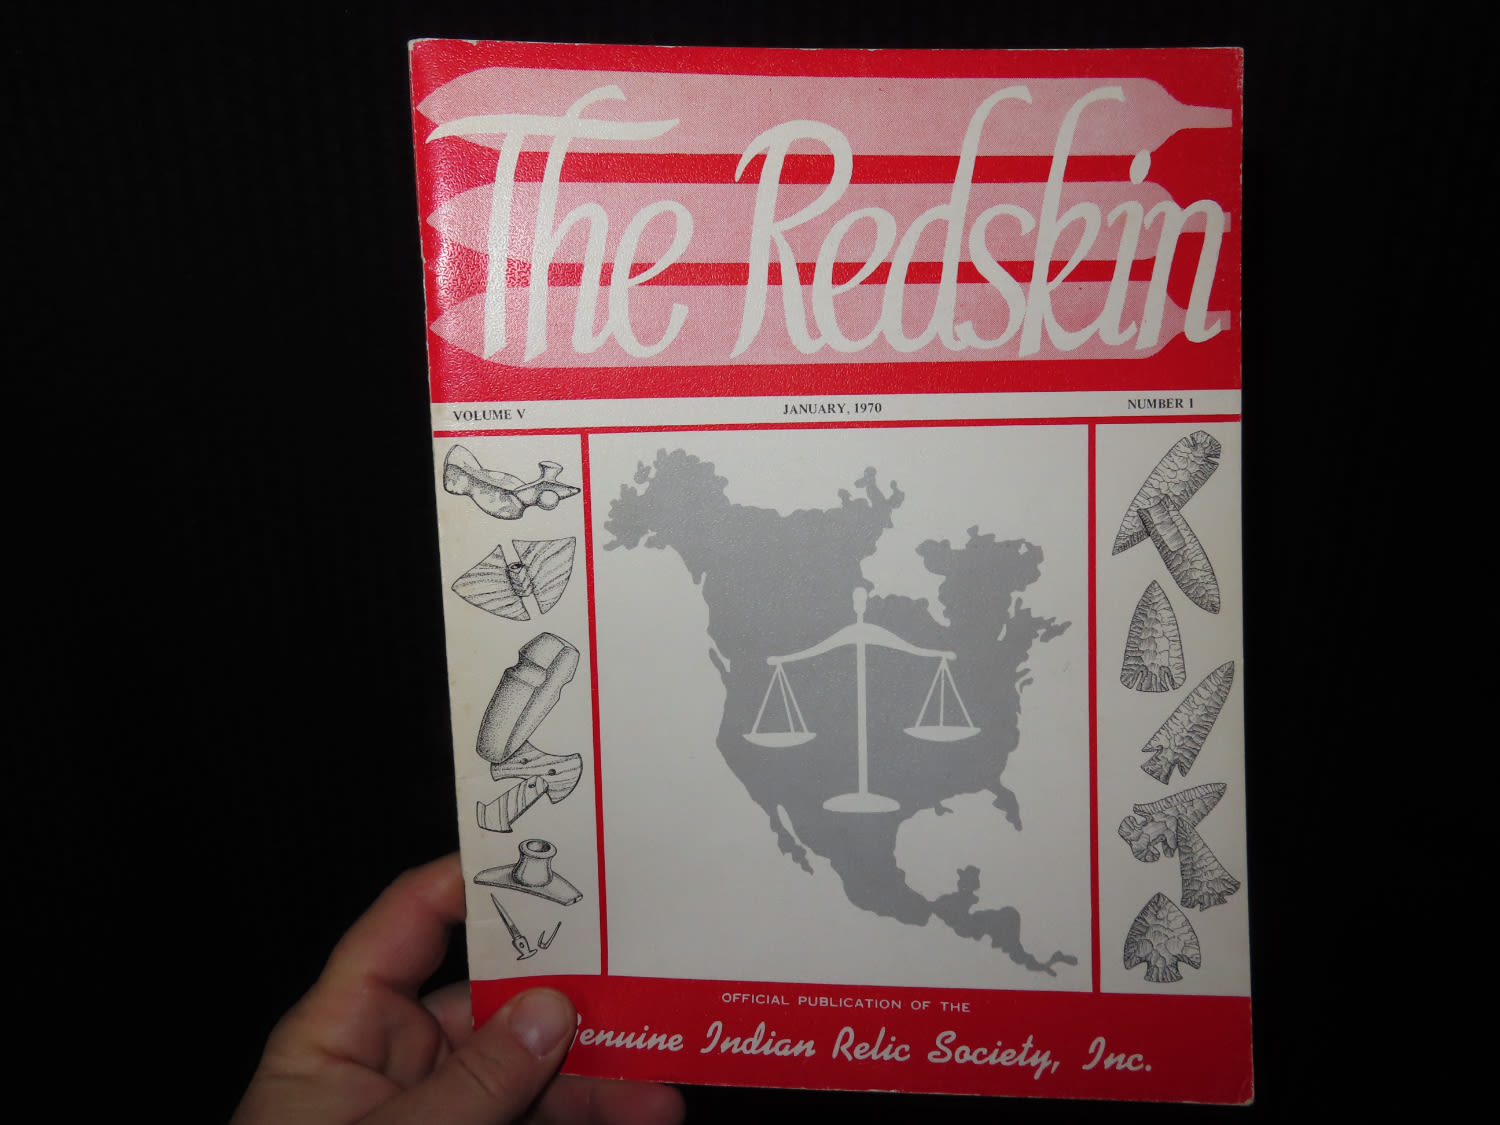 The Redskin
VOLUME V JANUARY, 1970 NUMBER 1
OFFICIAL PUBLICATION OF THE
Genuine Indian Relic Society, Inc.